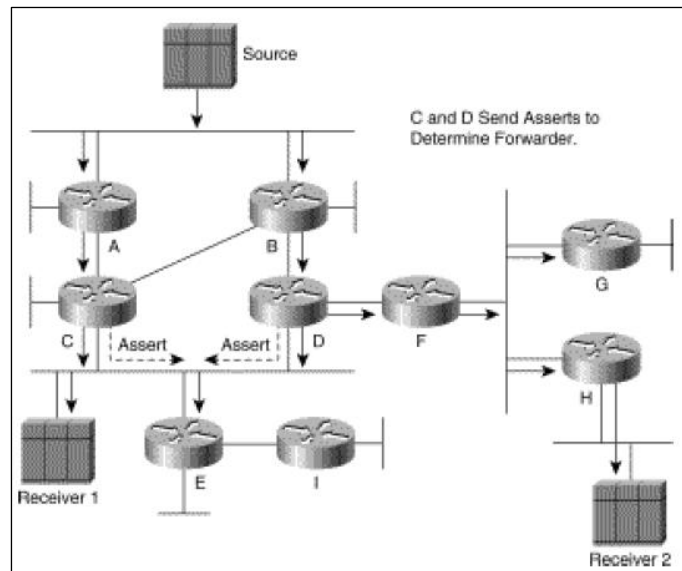 Source
C and D Send Asserts to
Determine Forwarder.
A
B
G
C
Assert
Assert
D
F
H
Receiver 1
E
I
Receiver 2